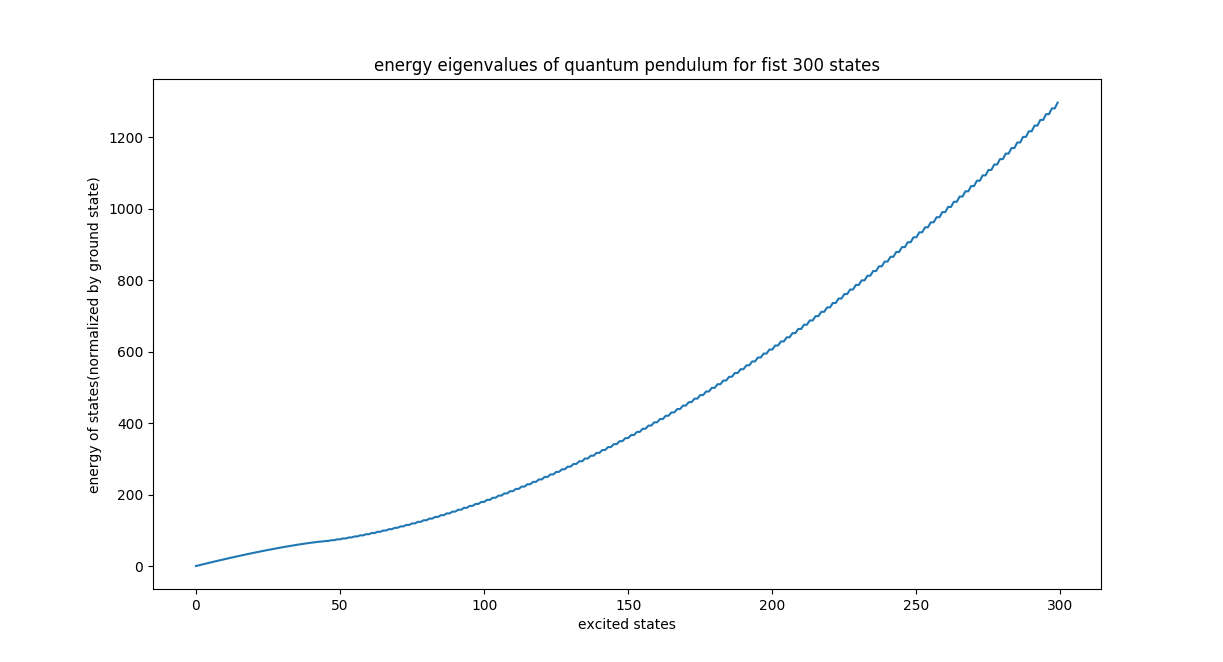 energy eigenvalues of quantum pendulum for fist 300 states
energy of states(normalized by ground state)
1200
1000
800
600
400
200
0
0 50 100 150 200 250 300
excited states